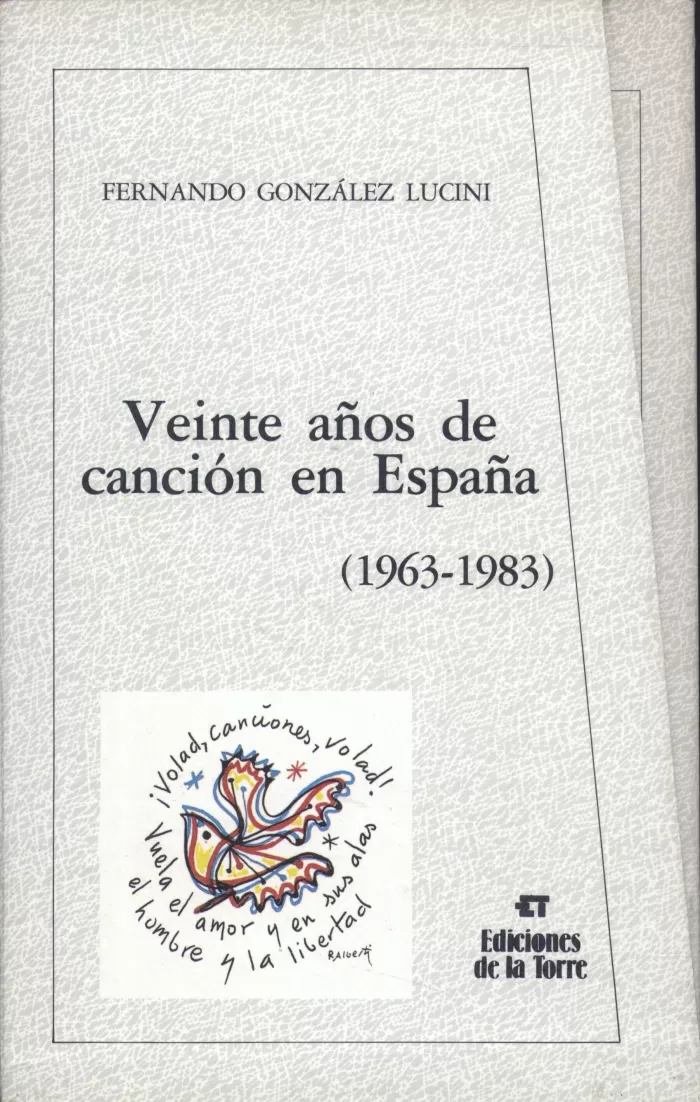 FERNANDO GONZÁLEZ LUCINI
Veinte años de
canción en España
(1963-1983)
¡Volad, canciones, volad!
Vuela el amor y en sus alas
el hombre y la libertad
R. Alberti
ET
Ediciones
de la Torre